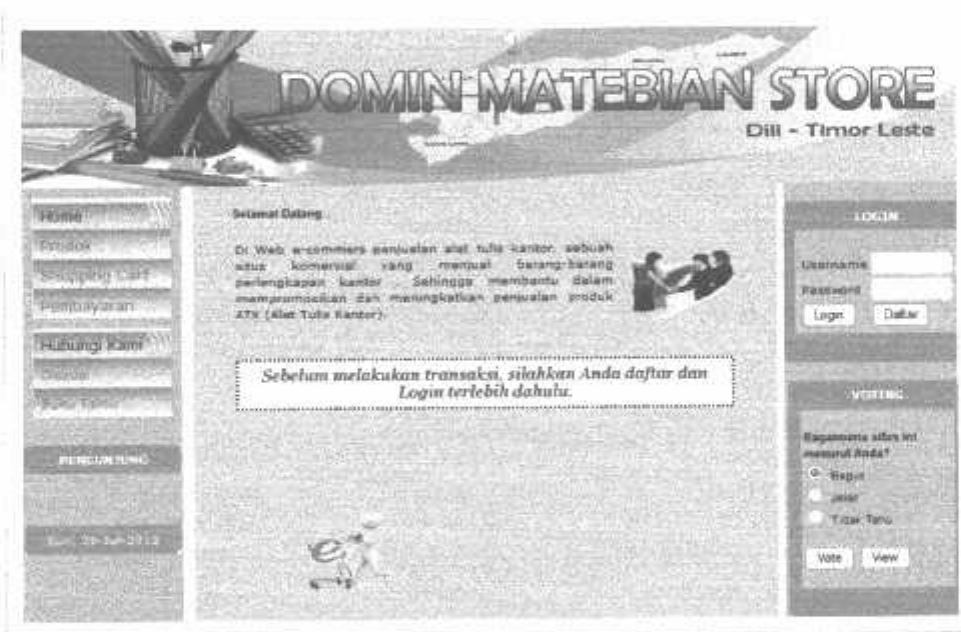 DOMIN MATEBIAN STORE
Dili - Timor Leste
Home
Produk
Shopping Cart
Pembayaran
Hubungi Kami
PENGUNJUNG
Selamat Datang
Di Web e-commers penjualan alat tulis kantor, sebuah
situs komersial yang menjual barang-barang
perlengkapan kantor . Sehingga membantu dalam
mempromosikan dan meningkatkan penjualan produk
ATK (Alat Tulis Kantor).
Sebelum melakukan transaksi, silahkan Anda daftar dan
Login terlebih dahulu.
LOGIN
Username
Password
Login Daftar
VOTING
Bagaimana situs ini
menurut Anda?
Bagus
Jelek
Tidak Tahu
Vote View